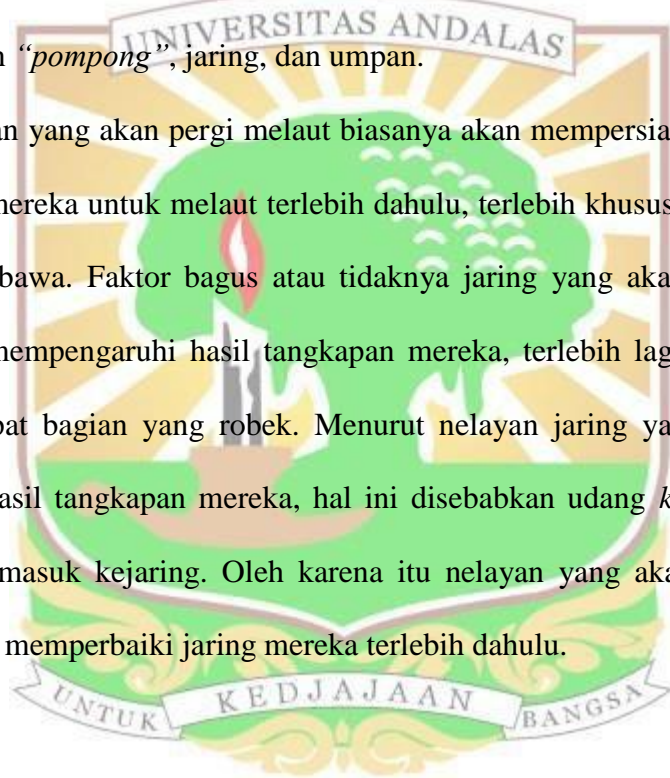 UNIVERSITAS ANDALAS
“pompong”, jaring, dan umpan.
an yang akan pergi melaut biasanya akan mempersia
mereka untuk melaut terlebih dahulu, terlebih khusus
bawa. Faktor bagus atau tidaknya jaring yang aka
mempengaruhi hasil tangkapan mereka, terlebih lag
pat bagian yang robek. Menurut nelayan jaring ya
asil tangkapan mereka, hal ini disebabkan udang k
masuk kejaring. Oleh karena itu nelayan yang aka
memperbaiki jaring mereka terlebih dahulu.
UNTUK KEDJAJAAN BANGSA